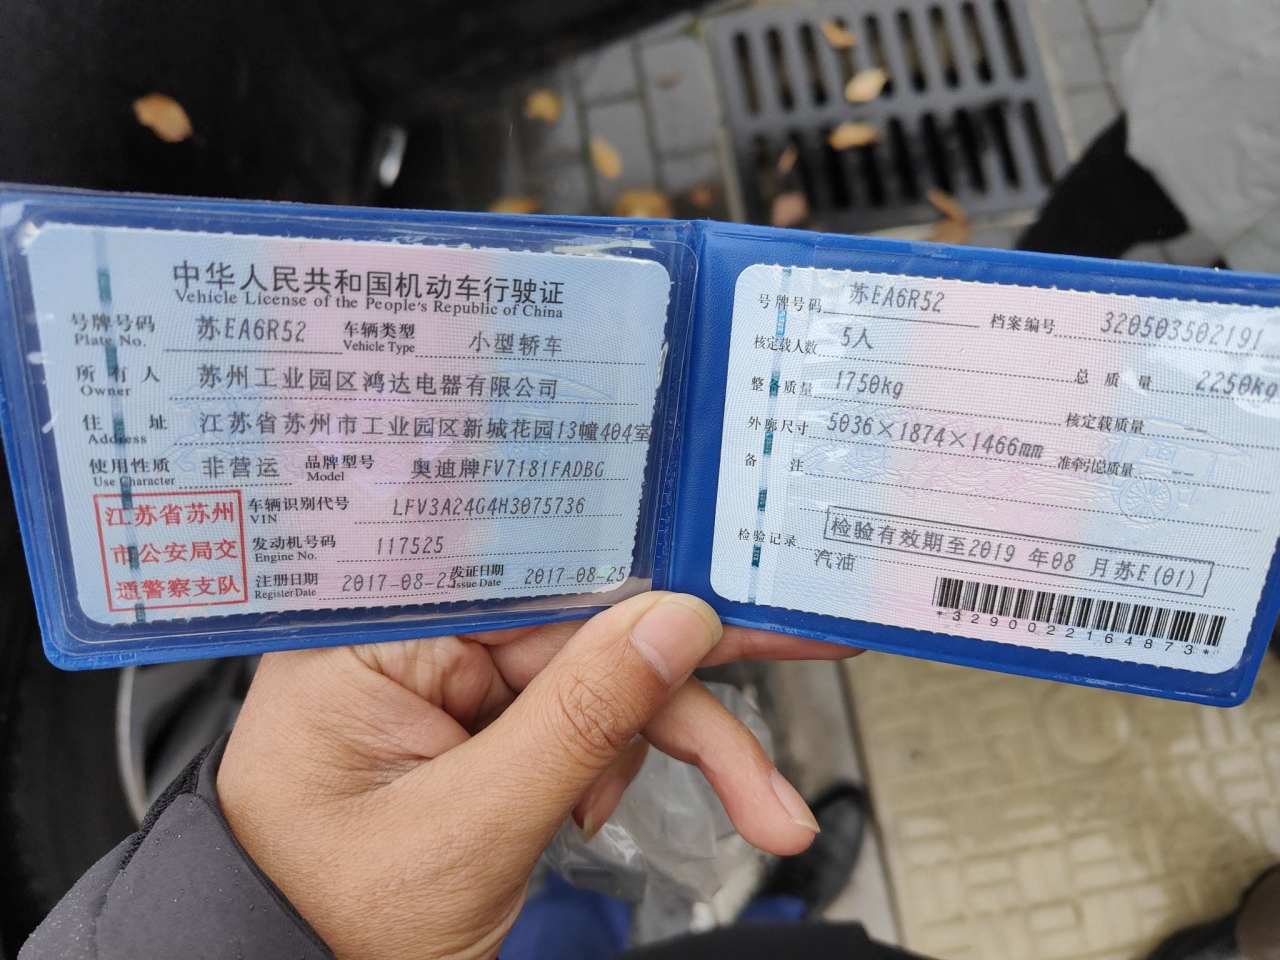 中华人民共和国机动车行驶证
Vehicle License of the People's Republic of China
号牌号码 苏EA6R52 车辆类型 小型轿车
Plate No. Vehicle Type
所有人 苏州工业园区鸿达电器有限公司
Owner
住址 江苏省苏州市工业园区新城花园13幢404室
Address
使用性质 非营运 品牌型号 奥迪牌FV7181FADBG
Use Character Model
江苏省苏州
市公安局交
通警察支队
车辆识别代号 LFV3A24G4H3075736
VIN
发动机号码 117525
Engine No.
注册日期 2017-08-25 发证日期 2017-08-25
Register Date Issue Date
号牌号码 苏EA6R52 档案编号 320503502191
核定载人数 5人 总质量 2250kg
整备质量 1750kg 核定载质量
外廓尺寸 5036×1874×1466mm 准牵引总质量
备注
检验有效期至2019年08月苏E(01)
检验记录
汽油
*3290022164873*